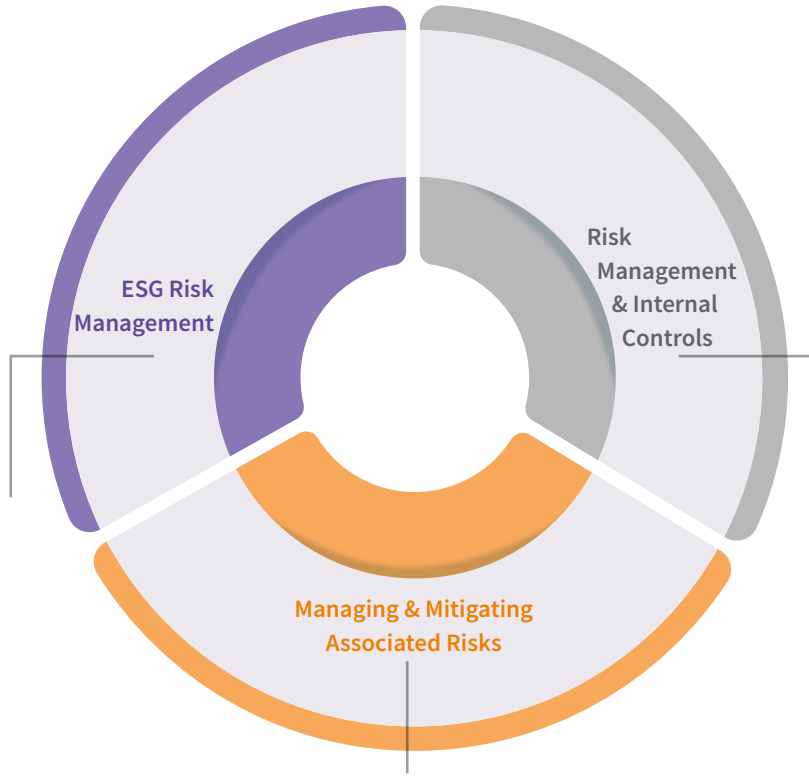 ESG Risk
Management
Risk
Management
& Internal
Controls
Managing & Mitigating
Associated Risks